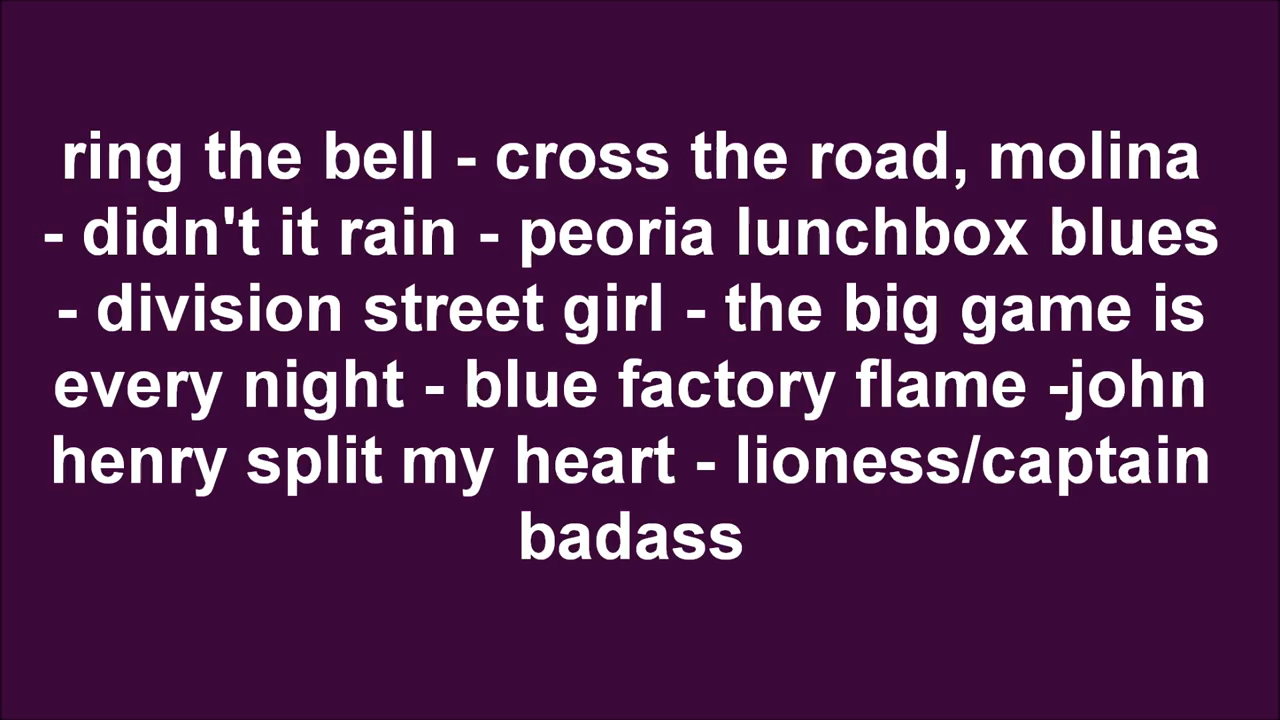 ring the bell - cross the road, molina
- didn't it rain - peoria lunchbox blues
- division street girl - the big game is
every night - blue factory flame -john
henry split my heart - lioness/captain
badass